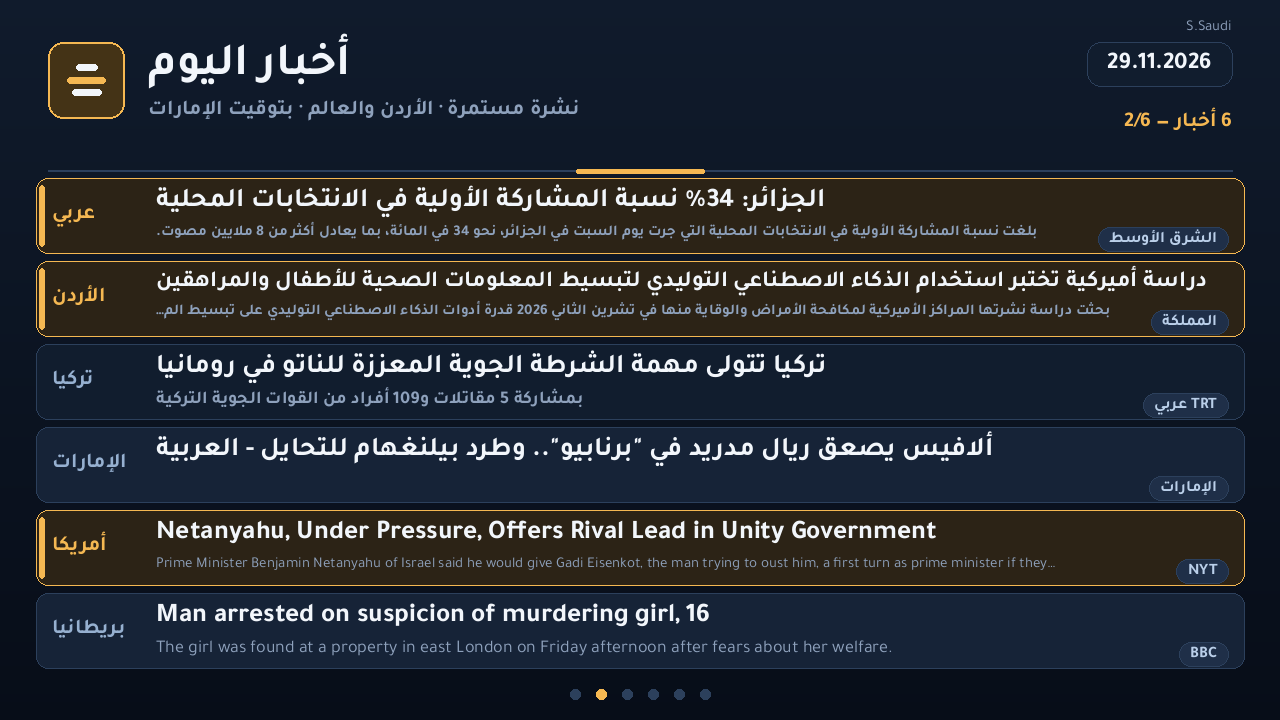 S.Saudi
أخبار اليوم
29.11.2026
نشرة مستمرة · الأردن والعالم · بتوقيت الإمارات
6 أخبار — 2/6
عربي
الجزائر: 34% نسبة المشاركة الأولية في الانتخابات المحلية
بلغت نسبة المشاركة الأولية في الانتخابات المحلية التي جرت يوم السبت في الجزائر، نحو 34 في المائة، بما يعادل أكثر من 8 ملايين مصوت.
الشرق الأوسط
الأردن
دراسة أميركية تختبر استخدام الذكاء الاصطناعي التوليدي لتبسيط المعلومات الصحية للأطفال والمراهقين
بحثت دراسة نشرتها المراكز الأميركية لمكافحة الأمراض والوقاية منها في تشرين الثاني 2026 قدرة أدوات الذكاء الاصطناعي التوليدي على تبسيط الم...
المملكة
تركيا
تركيا تتولى مهمة الشرطة الجوية المعززة للناتو في رومانيا
بمشاركة 5 مقاتلات و109 أفراد من القوات الجوية التركية
TRT عربي
الإمارات
ألافيس يصعق ريال مدريد في "برنابيو".. وطرد بيلنغهام للتحايل - العربية
الإمارات
أمريكا
Netanyahu, Under Pressure, Offers Rival Lead in Unity Government
Prime Minister Benjamin Netanyahu of Israel said he would give Gadi Eisenkot, the man trying to oust him, a first turn as prime minister if they...
NYT
بريطانيا
Man arrested on suspicion of murdering girl, 16
The girl was found at a property in east London on Friday afternoon after fears about her welfare.
BBC